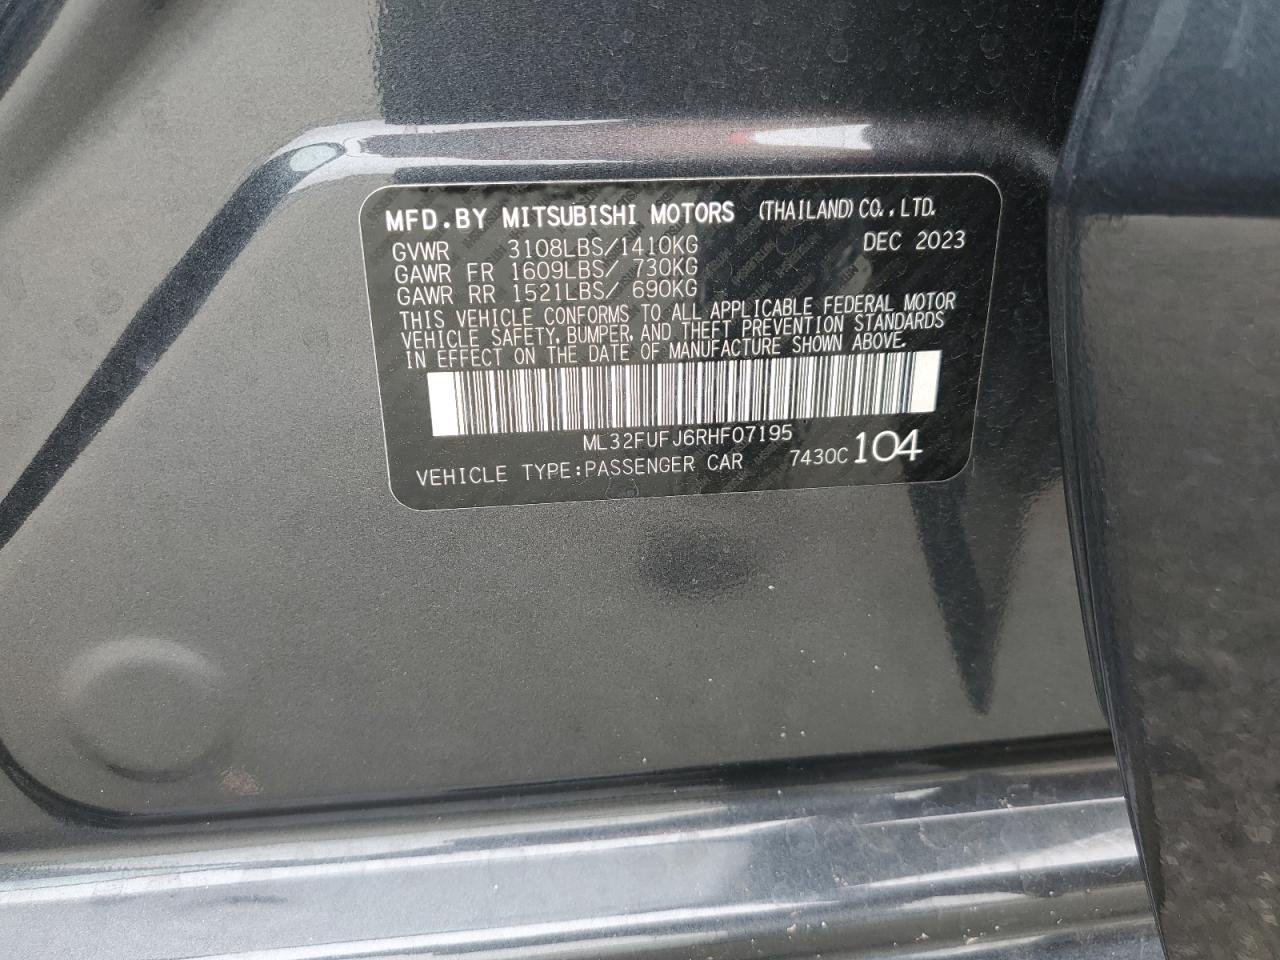 MFD.BY MITSUBISHI MOTORS (THAILAND) CO.,LTD.
GVWR 3108LBS/1410KG DEC 2023
GAWR FR 1609LBS/ 730KG
GAWR RR 1521LBS/ 690KG
THIS VEHICLE CONFORMS TO ALL APPLICABLE FEDERAL MOTOR
VEHICLE SAFETY, BUMPER, AND THEFT PREVENTION STANDARDS
IN EFFECT ON THE DATE OF MANUFACTURE SHOWN ABOVE.
ML32FUFJ6RHF07195
VEHICLE TYPE:PASSENGER CAR 7430C 104